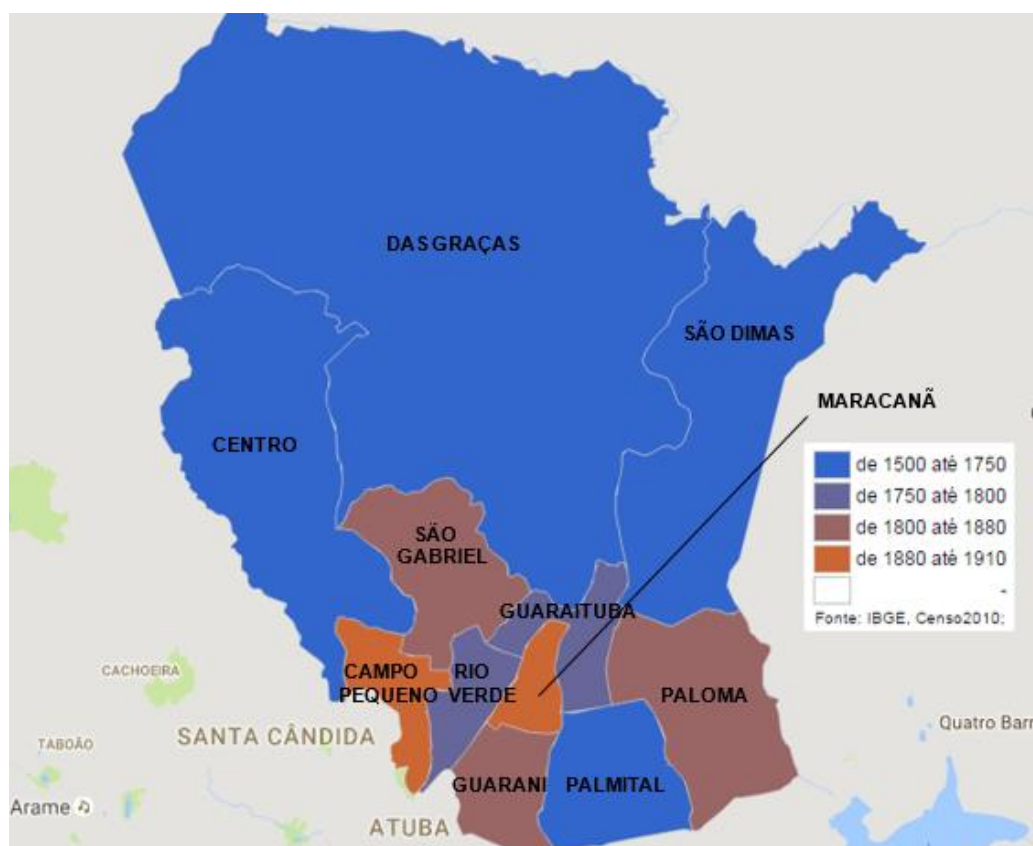 DAS GRAÇAS
SÃO DIMAS
MARACANÃ
CENTRO
de 1500 até 1750
de 1750 até 1800
de 1800 até 1880
de 1880 até 1910
-
Fonte: IBGE, Censo2010;
SÄO
GABRIEL
GUARAITUBA
CAMPO
PEQUENO
RIO
VERDE
PALOMA
CACHOEIRA
SANTA CÂNDIDA
TABOÃO
Quatro Barr
GUARANI
PALMITAL
Arame
ATUBA